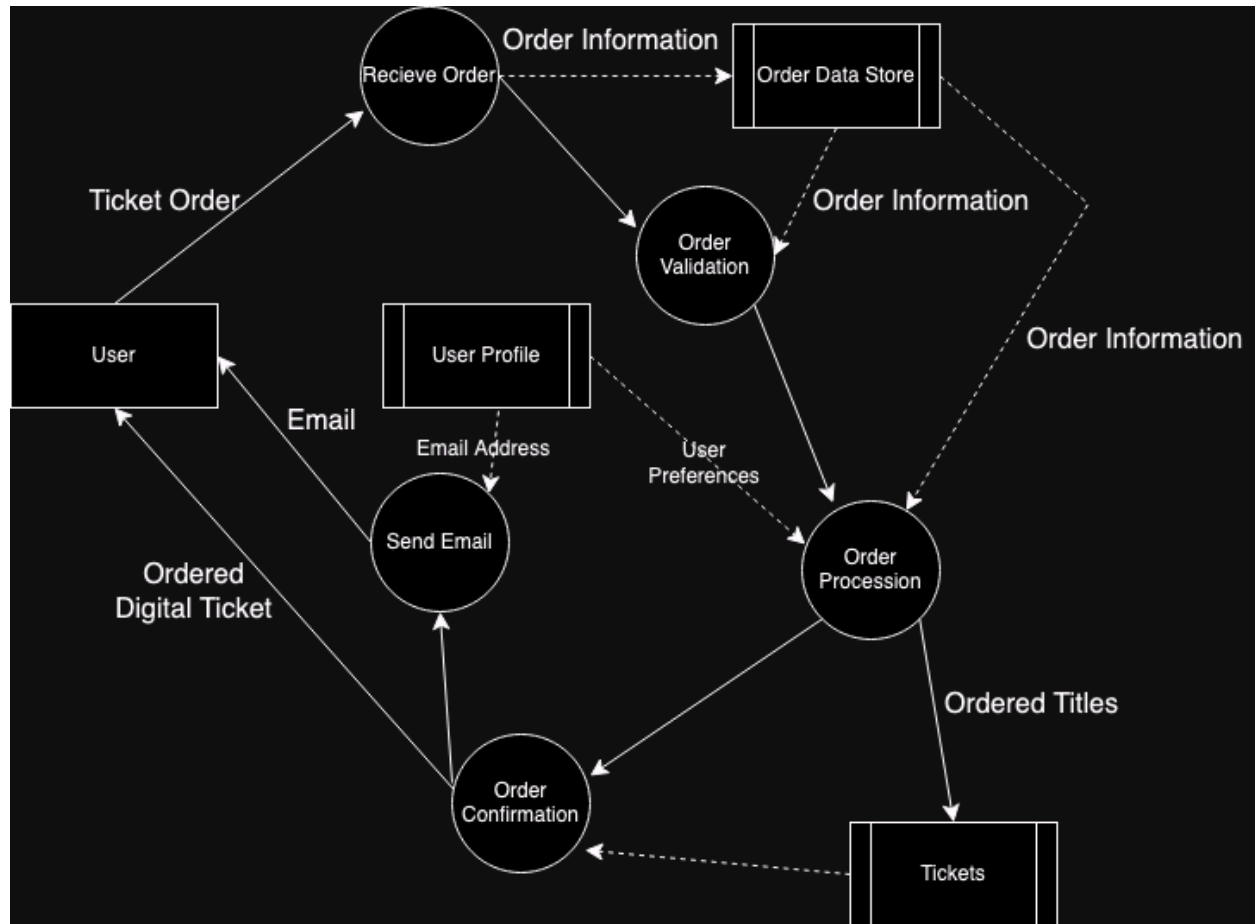 Order Information
Recieve Order
Order Data Store
Ticket Order
Order Information
Order
Validation
Order Information
User
User Profile
Email
Email Address
User
Preferences
Send Email
Order
Procession
Ordered
Digital Ticket
Ordered Titles
Order
Confirmation
Tickets